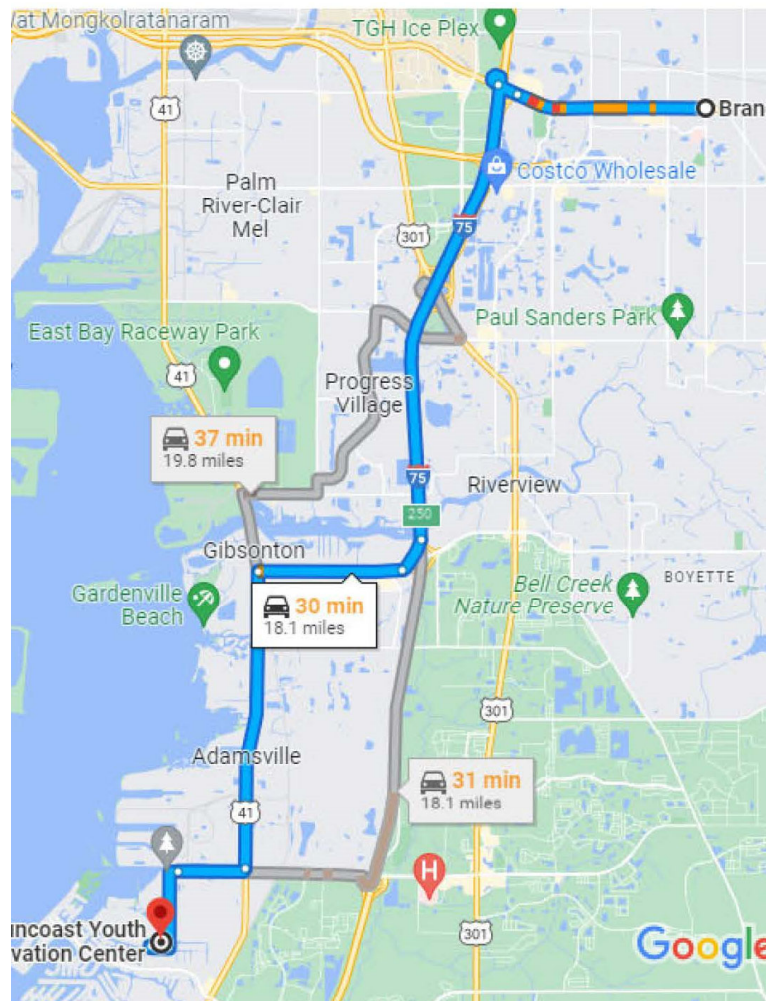 at Mongkolratanaram
TGH Ice Plex
41
Bran
Costco Wholesale
Palm
River-Clair
Mel
301
75
East Bay Raceway Park
Paul Sanders Park
41
Progress
Village
37 min
19.8 miles
75
Riverview
250
Gibsonton
Gardenville
Beach
30 min
18.1 miles
Bell Creek
Nature Preserve
BOYETTE
301
Adamsville
31 min
18.1 miles
41
H
uncoast Youth
vation Center
301
Google